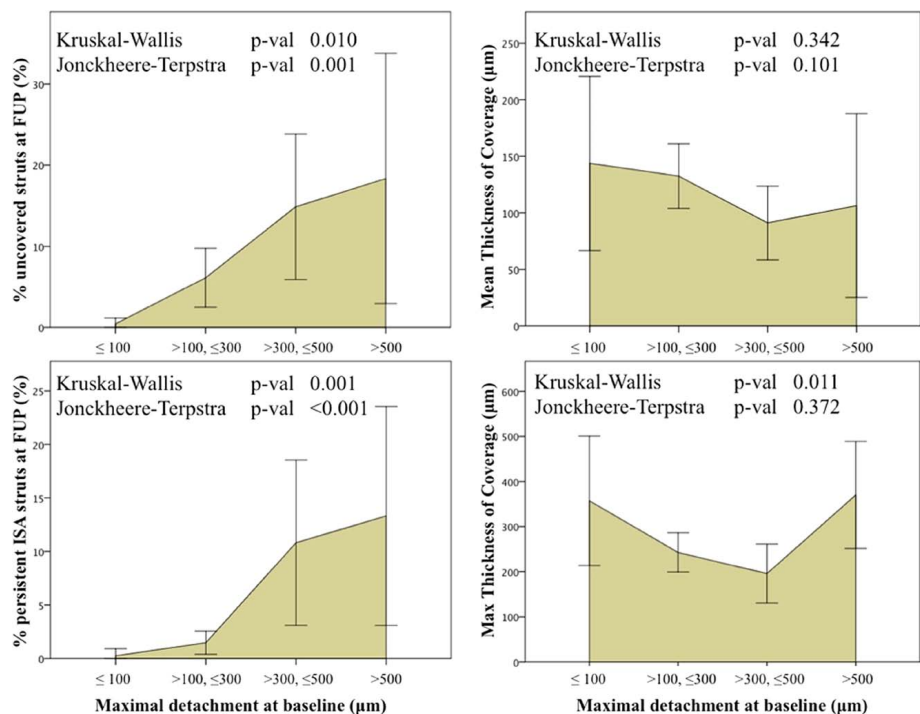 Kruskal-Wallis p-val 0.010
Jonckheere-Terpstra p-val 0.001
% uncovered struts at FUP (%)
30
20
10
0
≤ 100 >100, ≤300 >300, ≤500 >500
Kruskal-Wallis p-val 0.342
Jonckheere-Terpstra p-val 0.101
Mean Thickness of Coverage (µm)
250
200
150
100
50
0
≤ 100 >100, ≤300 >300, ≤500 >500
Kruskal-Wallis p-val 0.001
Jonckheere-Terpstra p-val <0.001
% persistent ISA struts at FUP (%)
25
20
15
10
5
0
≤ 100 >100, ≤300 >300, ≤500 >500
Maximal detachment at baseline (µm)
Kruskal-Wallis p-val 0.011
Jonckheere-Terpstra p-val 0.372
Max Thickness of Coverage (µm)
600
500
400
300
200
100
0
≤ 100 >100, ≤300 >300, ≤500 >500
Maximal detachment at baseline (µm)